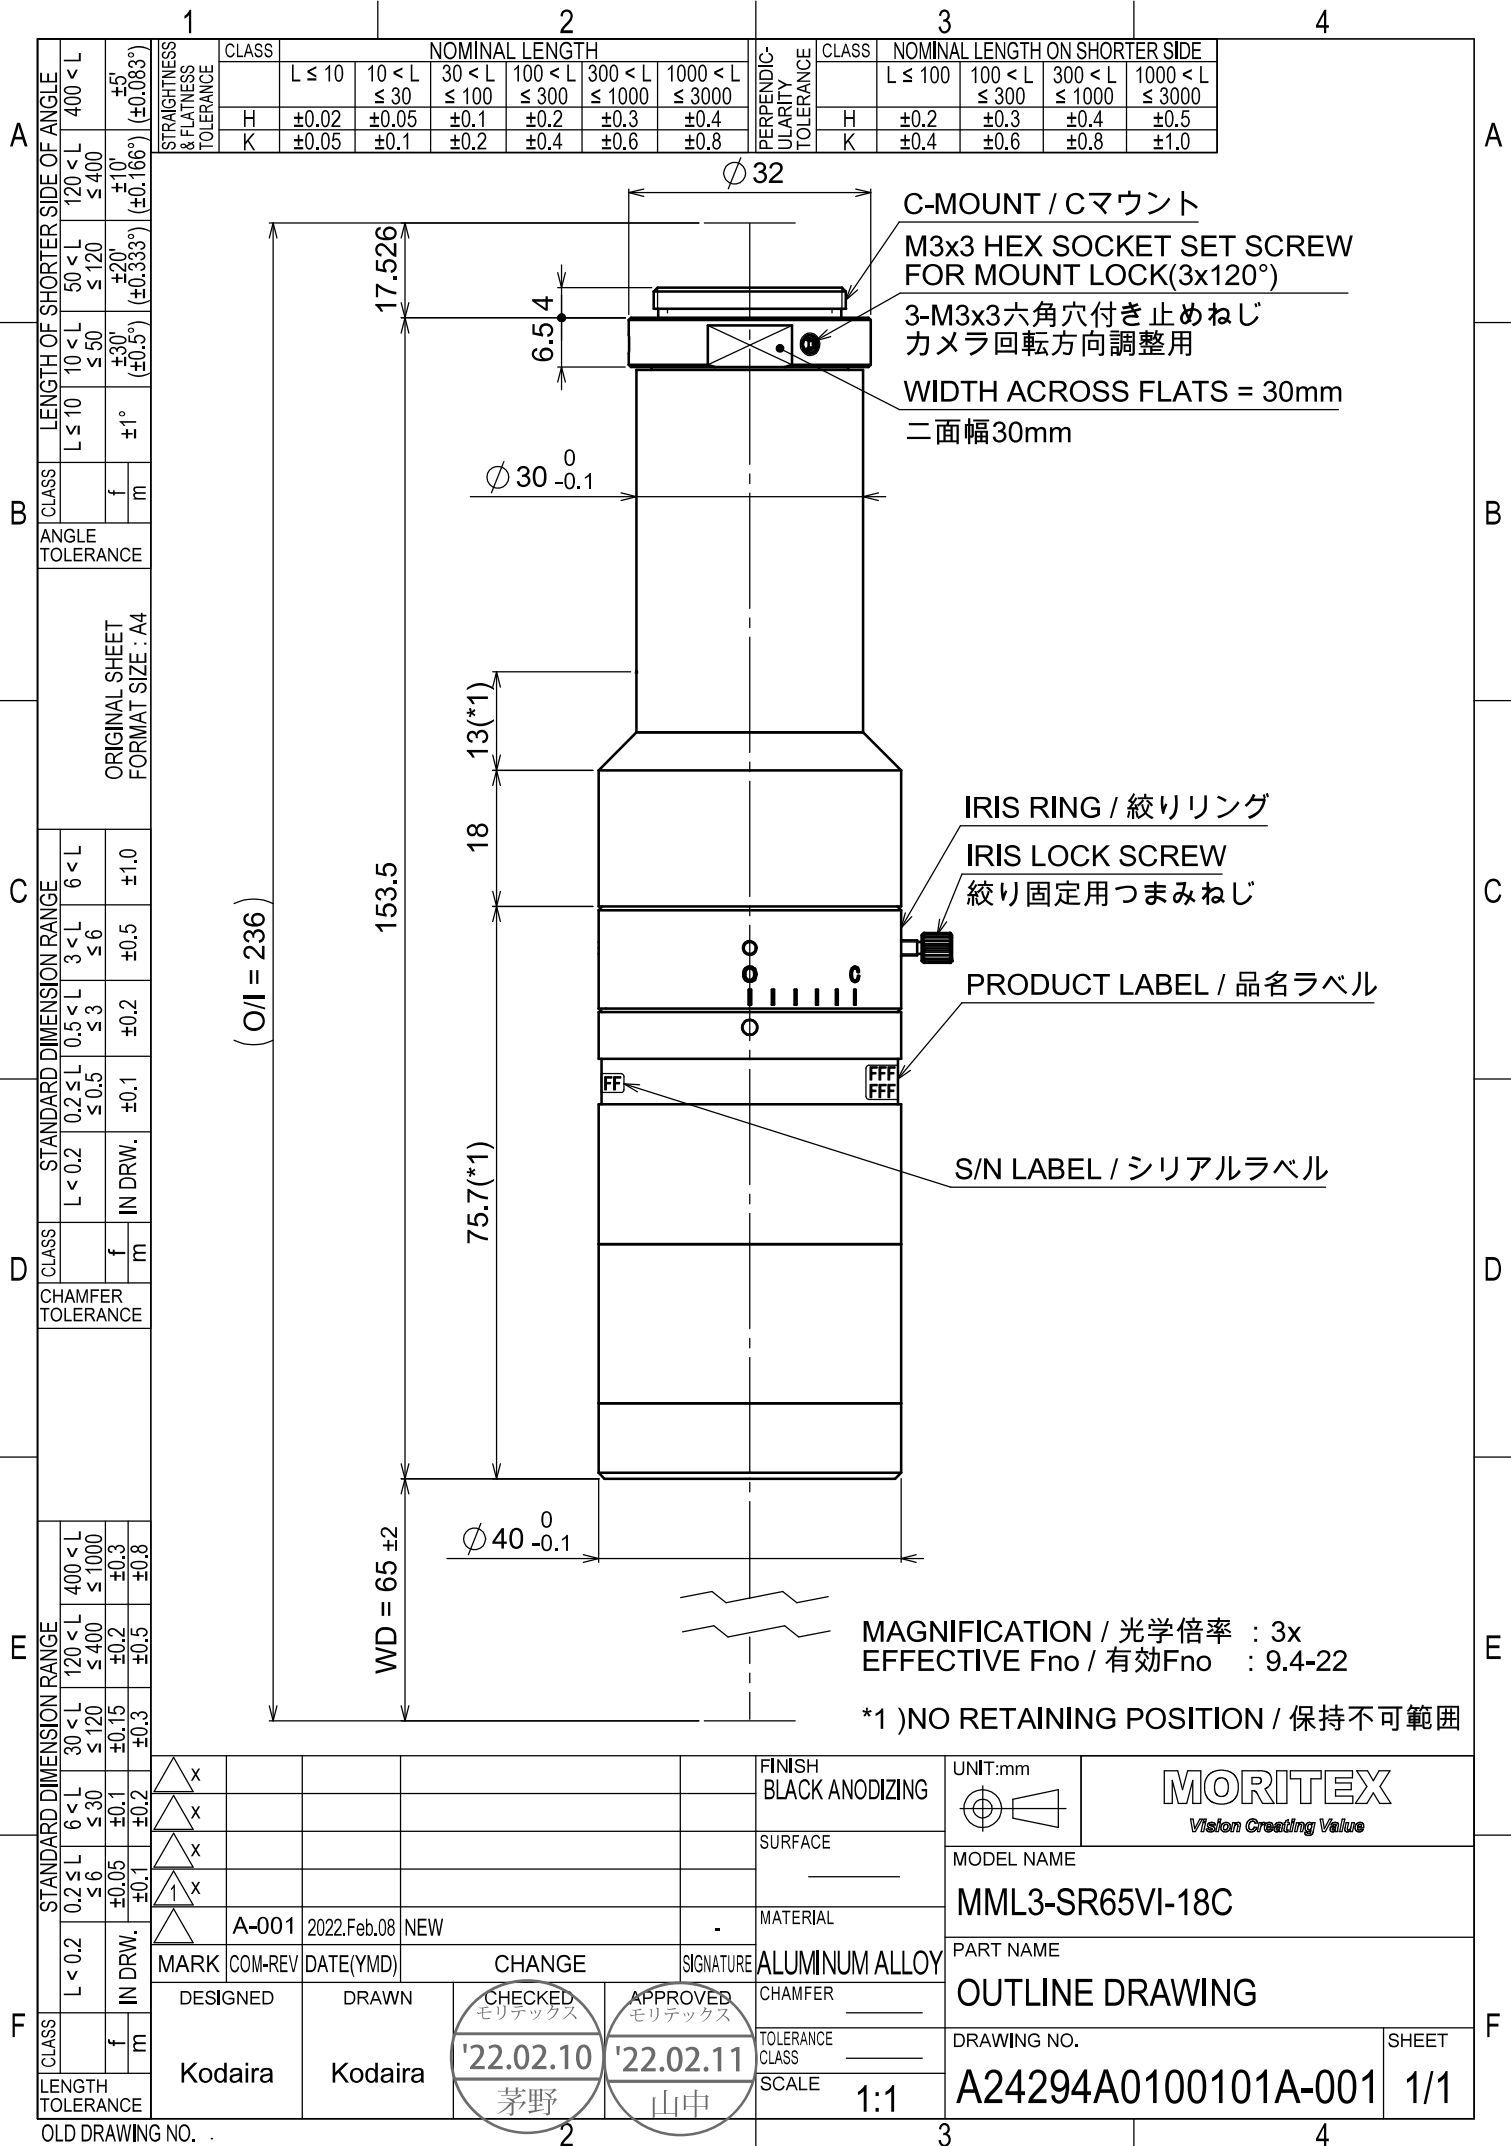 1 2 3 4
STRAIGHTNESS & FLATNESS TOLERANCE
CLASS NOMINAL LENGTH
L ≤ 10 10 < L ≤ 30 30 < L ≤ 100 100 < L ≤ 300 300 < L ≤ 1000 1000 < L ≤ 3000
H ±0.02 ±0.05 ±0.1 ±0.2 ±0.3 ±0.4
K ±0.05 ±0.1 ±0.2 ±0.4 ±0.6 ±0.8
PERPENDIC-ULARITY TOLERANCE
CLASS NOMINAL LENGTH ON SHORTER SIDE
L ≤ 100 100 < L ≤ 300 300 < L ≤ 1000 1000 < L ≤ 3000
H ±0.2 ±0.3 ±0.4 ±0.5
K ±0.4 ±0.6 ±0.8 ±1.0
A A
B B
C C
D D
E E
F F
LENGTH OF SHORTER SIDE OF ANGLE
L ≤ 10 10 < L ≤ 50 50 < L ≤ 120 120 < L ≤ 400 400 < L
±1° ±30' (±0.5°) ±20' (±0.333°) ±10' (±0.166°) ±5' (±0.083°)
CLASS f m
ANGLE
TOLERANCE
ORIGINAL SHEET
FORMAT SIZE : A4
STANDARD DIMENSION RANGE
L < 0.2 0.2 ≤ L ≤ 0.5 0.5 < L ≤ 3 3 < L ≤ 6 6 < L
IN DRW. ±0.1 ±0.2 ±0.5 ±1.0
CLASS f m
CHAMFER
TOLERANCE
STANDARD DIMENSION RANGE
L < 0.2 0.2 ≤ L ≤ 6 6 < L ≤ 30 30 < L ≤ 120 120 < L ≤ 400 400 < L ≤ 1000
f IN DRW. ±0.05 ±0.1 ±0.15 ±0.2 ±0.3
m ±0.1 ±0.2 ±0.3 ±0.5 ±0.8
CLASS
LENGTH
TOLERANCE
OLD DRAWING NO. .
∅32
17.526
4
6.5
C-MOUNT / Cマウント
M3x3 HEX SOCKET SET SCREW
FOR MOUNT LOCK(3x120°)
3-M3x3六角穴付き止めねじ
カメラ回転方向調整用
WIDTH ACROSS FLATS = 30mm
二面幅30mm
∅30 0 -0.1
13(*1)
18
153.5
( O/I = 236 )
75.7(*1)
IRIS RING / 絞りリング
IRIS LOCK SCREW
絞り固定用つまみねじ
O C
PRODUCT LABEL / 品名ラベル
FF
FFF
FFF
S/N LABEL / シリアルラベル
∅40 0 -0.1
WD = 65 ±2
MAGNIFICATION / 光学倍率 : 3x
EFFECTIVE Fno / 有効Fno : 9.4-22
*1 )NO RETAINING POSITION / 保持不可範囲
x
x
x
1 x
A-001 2022.Feb.08 NEW -
MARK COM-REV DATE(YMD) CHANGE SIGNATURE
DESIGNED DRAWN CHECKED APPROVED
Kodaira Kodaira
モリテックス
'22.02.10
茅野
モリテックス
'22.02.11
山中
FINISH
BLACK ANODIZING
SURFACE
MATERIAL
ALUMINUM ALLOY
CHAMFER
TOLERANCE
CLASS
SCALE 1:1
UNIT:mm
MORITEX
Vision Creating Value
MODEL NAME
MML3-SR65VI-18C
PART NAME
OUTLINE DRAWING
DRAWING NO. SHEET
A24294A0100101A-001 1/1
2 3 4